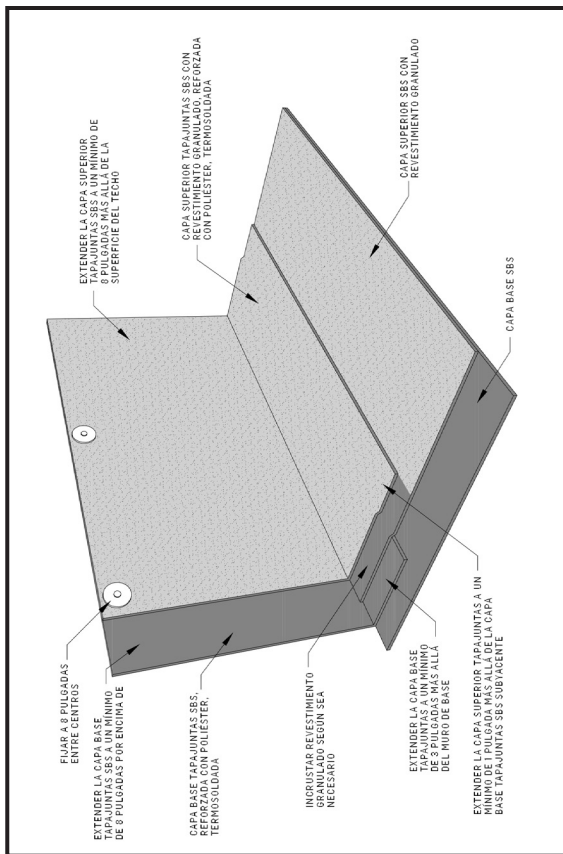 FIJAR A 8 PULGADAS
ENTRE CENTROS
EXTENDER LA CAPA BASE
TAPAJUNTAS SBS A UN MÍNIMO
DE 8 PULGADAS POR ENCIMA DE
CAPA BASE TAPAJUNTAS SBS,
REFORZADA CON POLIÉSTER,
TERMOSOLDADA
INCRUSTAR REVESTIMIENTO
GRANULADO SEGÚN SEA
NECESARIO
EXTENDER LA CAPA BASE
TAPAJUNTAS A UN MÍNIMO
DE 3 PULGADAS MÁS ALLÁ
DEL MURO DE BASE
EXTENDER LA CAPA SUPERIOR TAPAJUNTAS A UN
MÍNIMO DE 1 PULGADA MÁS ALLÁ DE LA CAPA
BASE TAPAJUNTAS SBS SUBYACENTE
EXTENDER LA CAPA SUPERIOR
TAPAJUNTAS SBS A UN MÍNIMO DE
8 PULGADAS MÁS ALLÁ DE LA
SUPERFICIE DEL TECHO
CAPA SUPERIOR TAPAJUNTAS SBS CON
REVESTIMIENTO GRANULADO, REFORZADA
CON POLIÉSTER, TERMOSOLDADA
CAPA SUPERIOR SBS CON
REVESTIMIENTO GRANULADO
CAPA BASE SBS